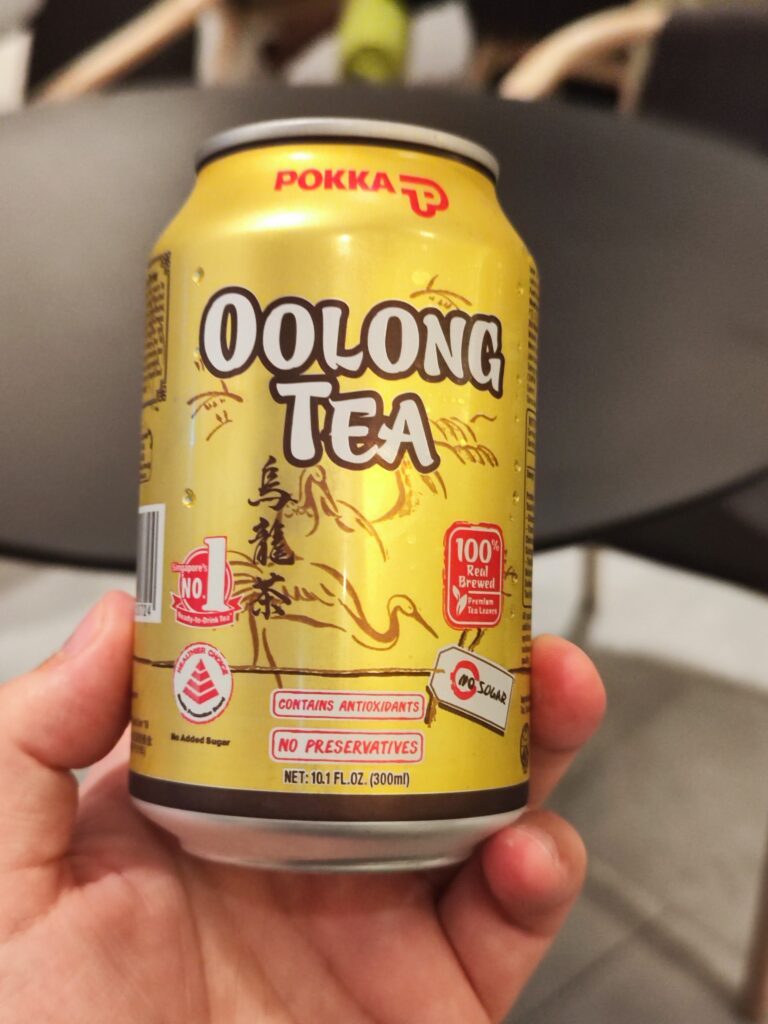 POKKA
OOLONG
TEA
烏
龍
茶
Singapore's
NO.1
Ready-to-Drink Tea
100%
Real
Brewed
Premium
Tea Leaves
HEALTHIER CHOICE
No Added Sugar
NO SUGAR
CONTAINS ANTIOXIDANTS
NO PRESERVATIVES
NET: 10.1 FL.OZ. (300ml)